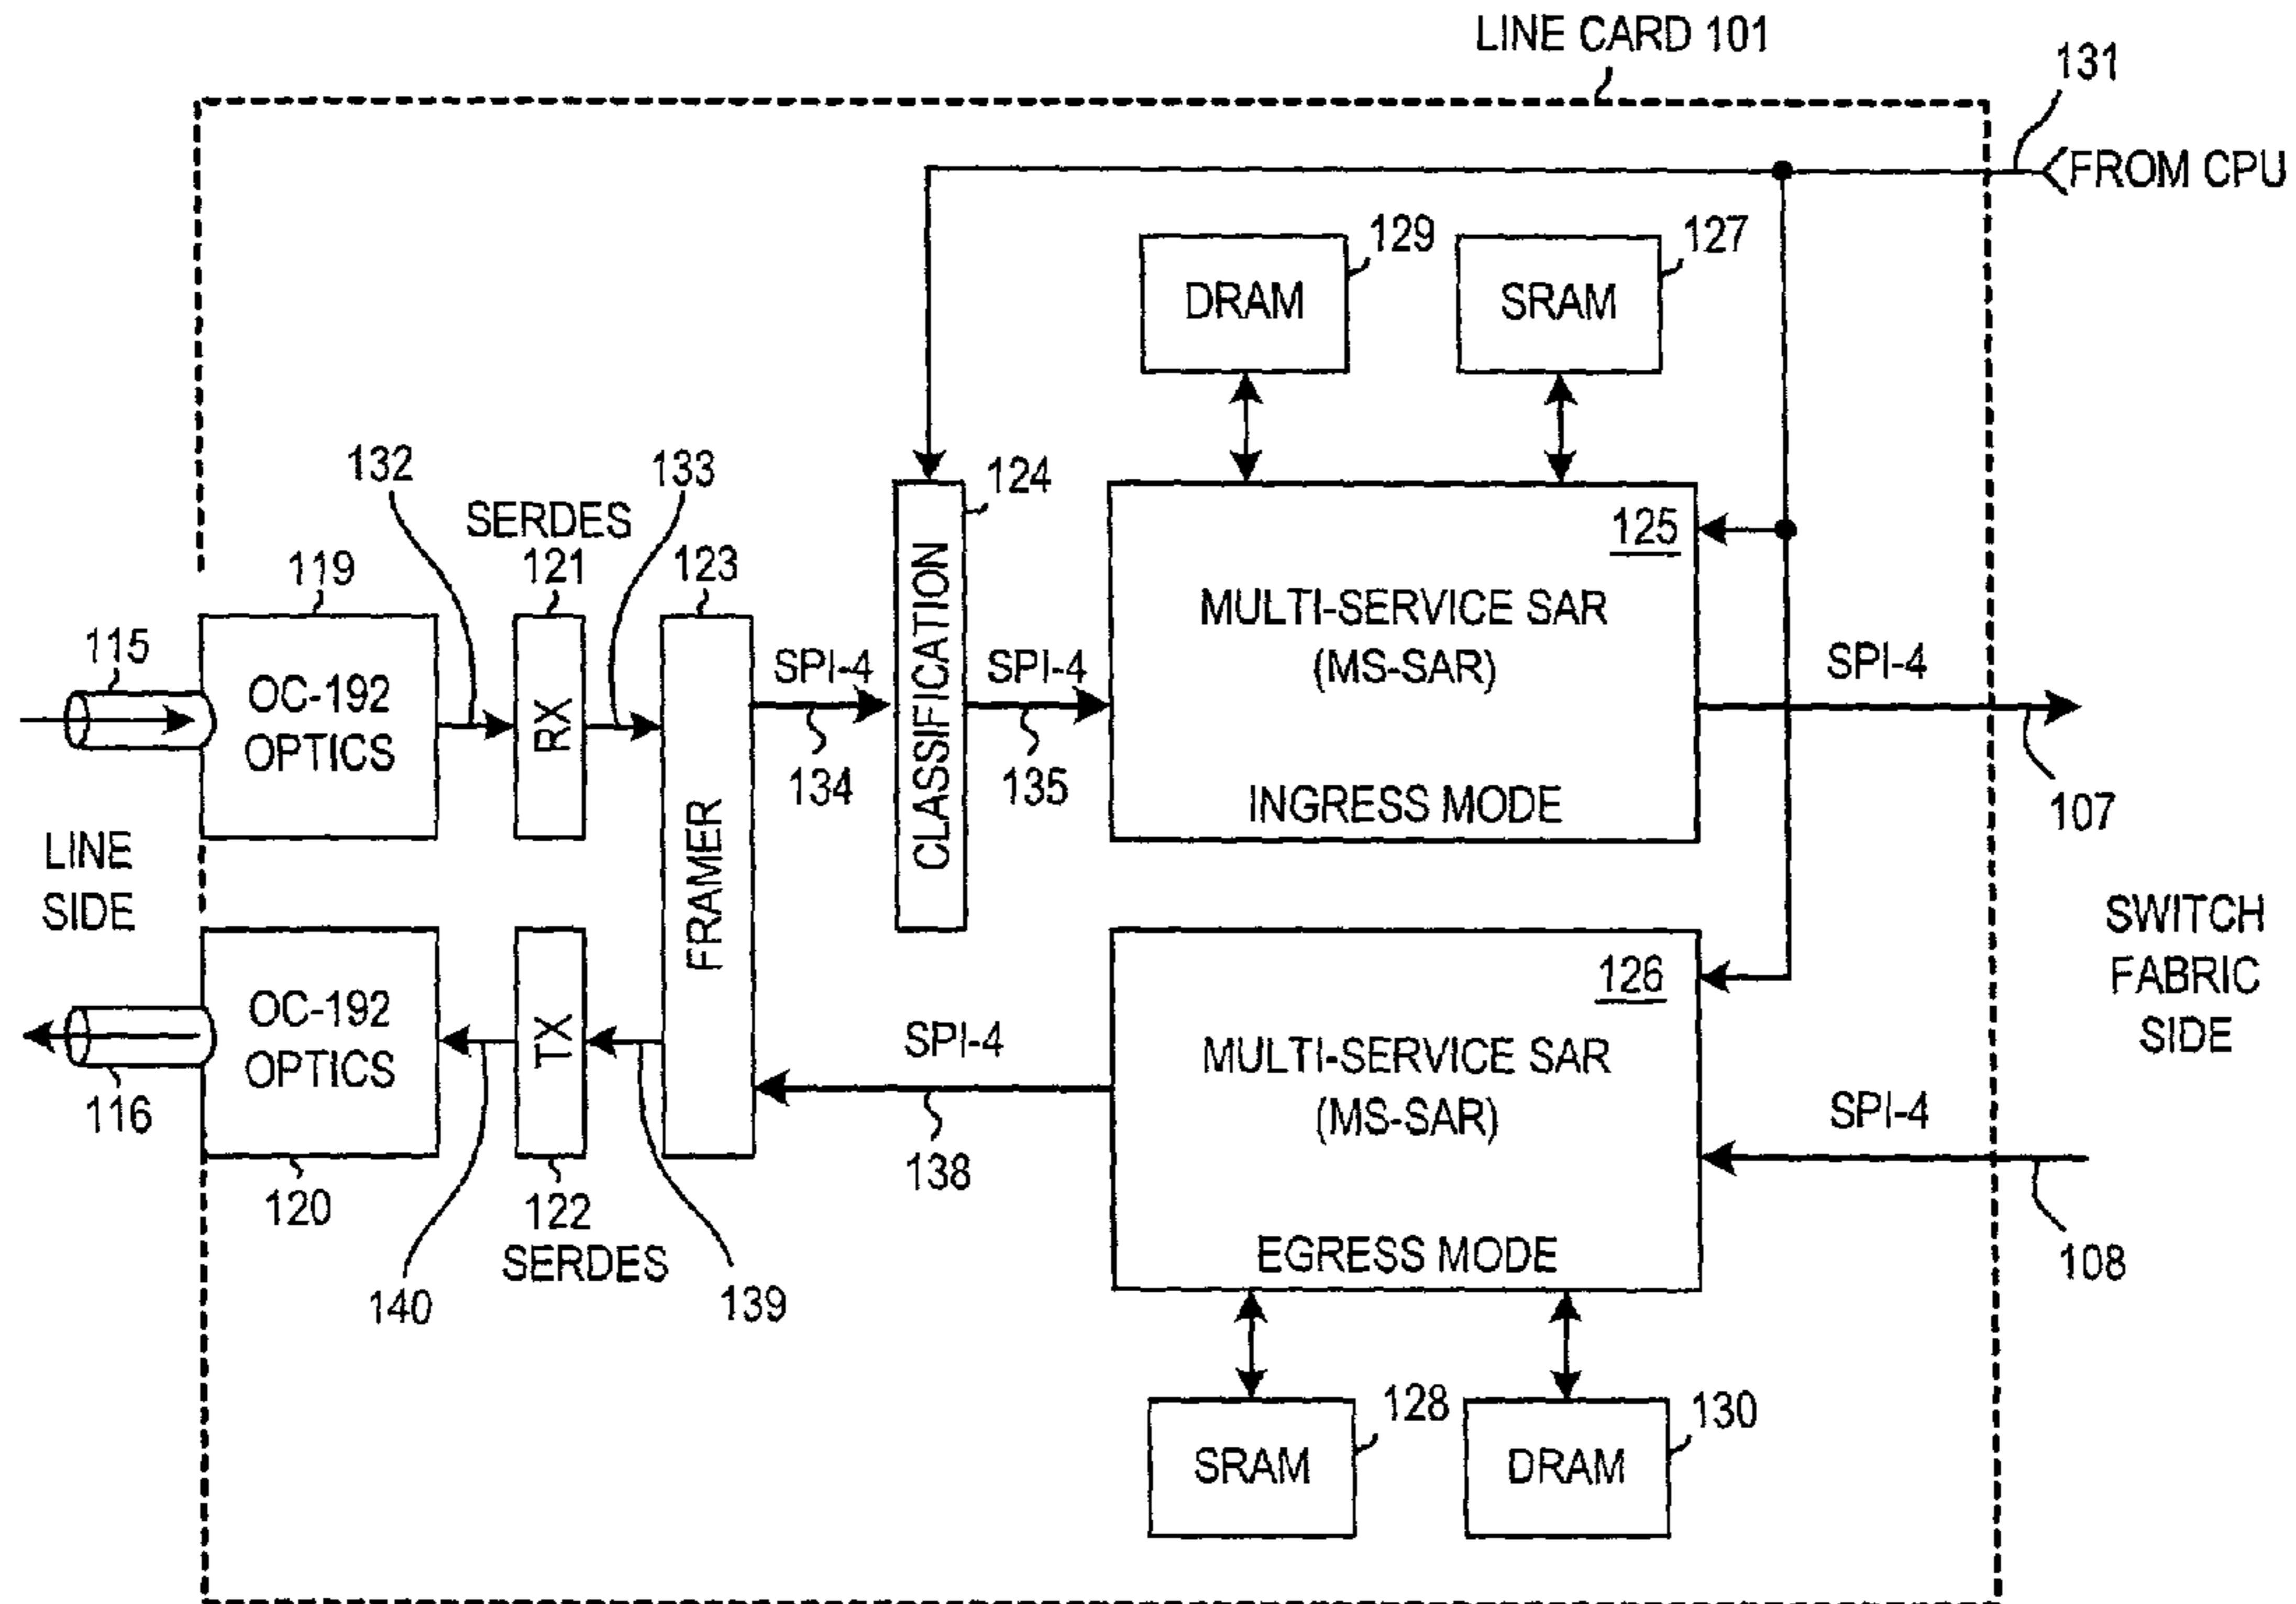 LINE CARD 101
131
FROM CPU
129
127
DRAM
SRAM
132
133
124
SERDES
121
119
123
125
CLASSIFICATION
MULTI-SERVICE SAR
(MS-SAR)
INGRESS MODE
115
OC-192
OPTICS
RX
SPI-4
134
SPI-4
135
SPI-4
107
LINE
SIDE
FRAMER
SWITCH
FABRIC
SIDE
126
OC-192
OPTICS
TX
SPI-4
138
MULTI-SERVICE SAR
(MS-SAR)
EGRESS MODE
SPI-4
108
116
120
122
SERDES
140
139
128
130
SRAM
DRAM